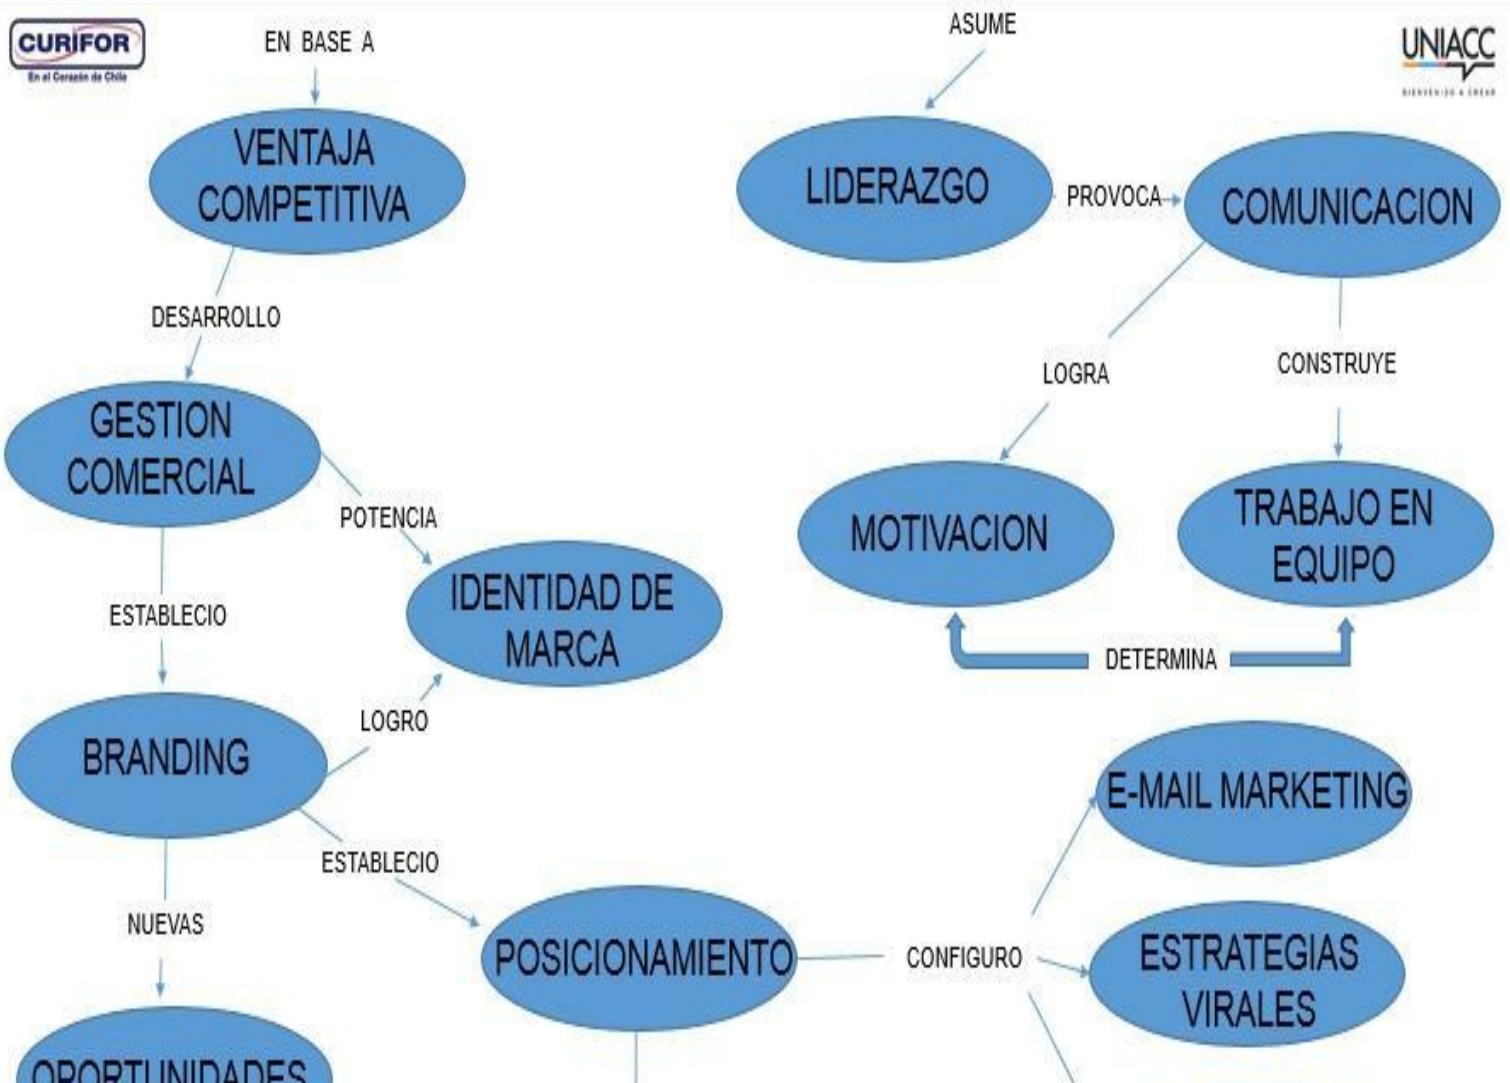 CURIFOR
En el Corazón de Chile
EN BASE A
ASUME
UNIACC
BIENVENIDO A CREAR
VENTAJA
COMPETITIVA
LIDERAZGO
PROVOCA
COMUNICACION
DESARROLLO
LOGRA
CONSTRUYE
GESTION
COMERCIAL
POTENCIA
MOTIVACION
TRABAJO EN
EQUIPO
IDENTIDAD DE
MARCA
ESTABLECIO
DETERMINA
LOGRO
BRANDING
E-MAIL MARKETING
ESTABLECIO
NUEVAS
POSICIONAMIENTO
CONFIGURO
ESTRATEGIAS
VIRALES
OPORTUNIDADES